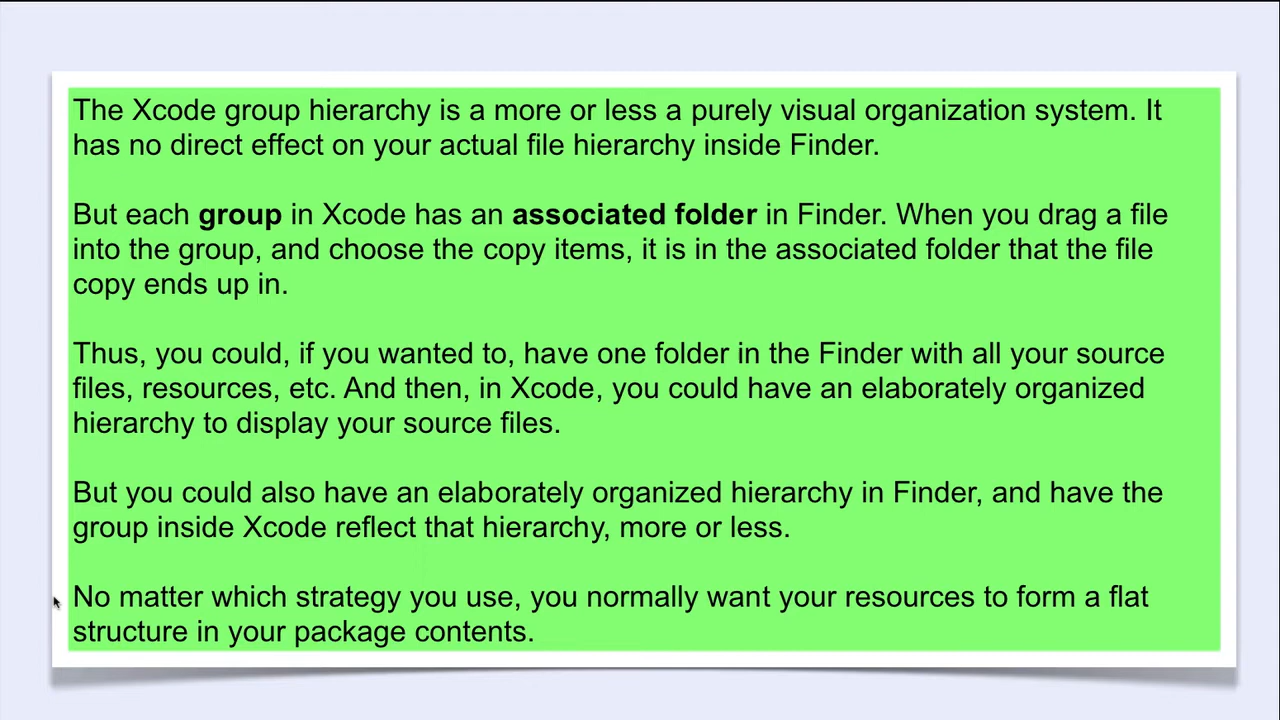 The Xcode group hierarchy is a more or less a purely visual organization system. It
has no direct effect on your actual file hierarchy inside Finder.
But each group in Xcode has an associated folder in Finder. When you drag a file
into the group, and choose the copy items, it is in the associated folder that the file
copy ends up in.
Thus, you could, if you wanted to, have one folder in the Finder with all your source
files, resources, etc. And then, in Xcode, you could have an elaborately organized
hierarchy to display your source files.
But you could also have an elaborately organized hierarchy in Finder, and have the
group inside Xcode reflect that hierarchy, more or less.
No matter which strategy you use, you normally want your resources to form a flat
structure in your package contents.